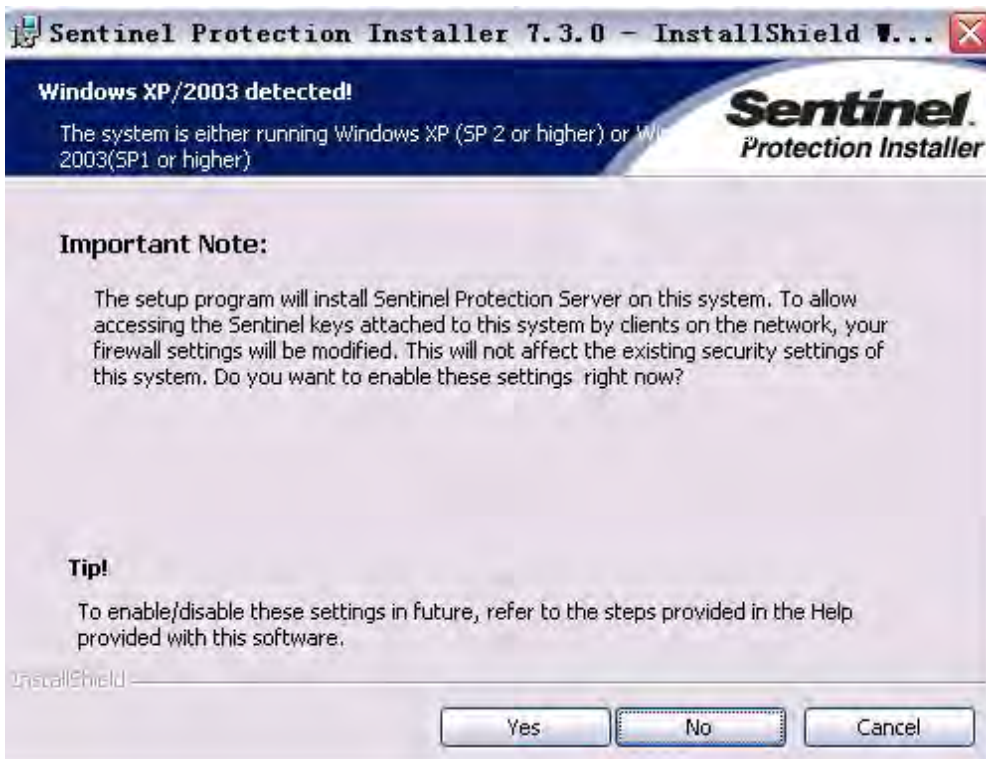 Sentinel Protection Installer 7.3.0 - InstallShield W...
Windows XP/2003 detected!
The system is either running Windows XP (SP 2 or higher) or Wi
2003(SP1 or higher)
Sentinel.
Protection Installer
Important Note:
The setup program will install Sentinel Protection Server on this system. To allow
accessing the Sentinel keys attached to this system by clients on the network, your
firewall settings will be modified. This will not affect the existing security settings of
this system. Do you want to enable these settings right now?
Tip!
To enable/disable these settings in future, refer to the steps provided in the Help
provided with this software.
InstallShield
Yes No Cancel